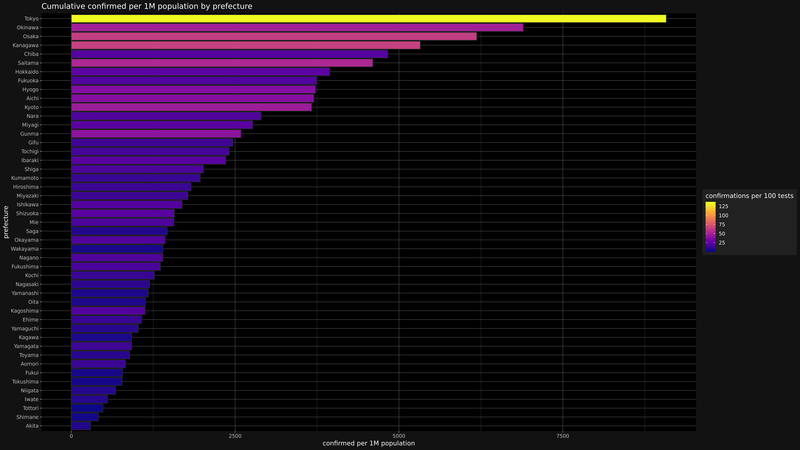 Cumulative confirmed per 1M population by prefecture
Tokyo
Okinawa
Osaka
Kanagawa
Chiba
Saitama
Hokkaido
Fukuoka
Hyogo
Aichi
Kyoto
Nara
Miyagi
Gunma
Gifu
Tochigi
Ibaraki
Shiga
Kumamoto
Hiroshima
Miyazaki
Ishikawa
Shizuoka
Mie
Saga
Okayama
Wakayama
Nagano
Fukushima
Kochi
Nagasaki
Yamanashi
Oita
Kagoshima
Ehime
Yamaguchi
Kagawa
Yamagata
Toyama
Aomori
Fukui
Tokushima
Niigata
Iwate
Tottori
Shimane
Akita
prefecture
0 2500 5000 7500
confirmed per 1M population
confirmations per 100 tests
125
100
75
50
25